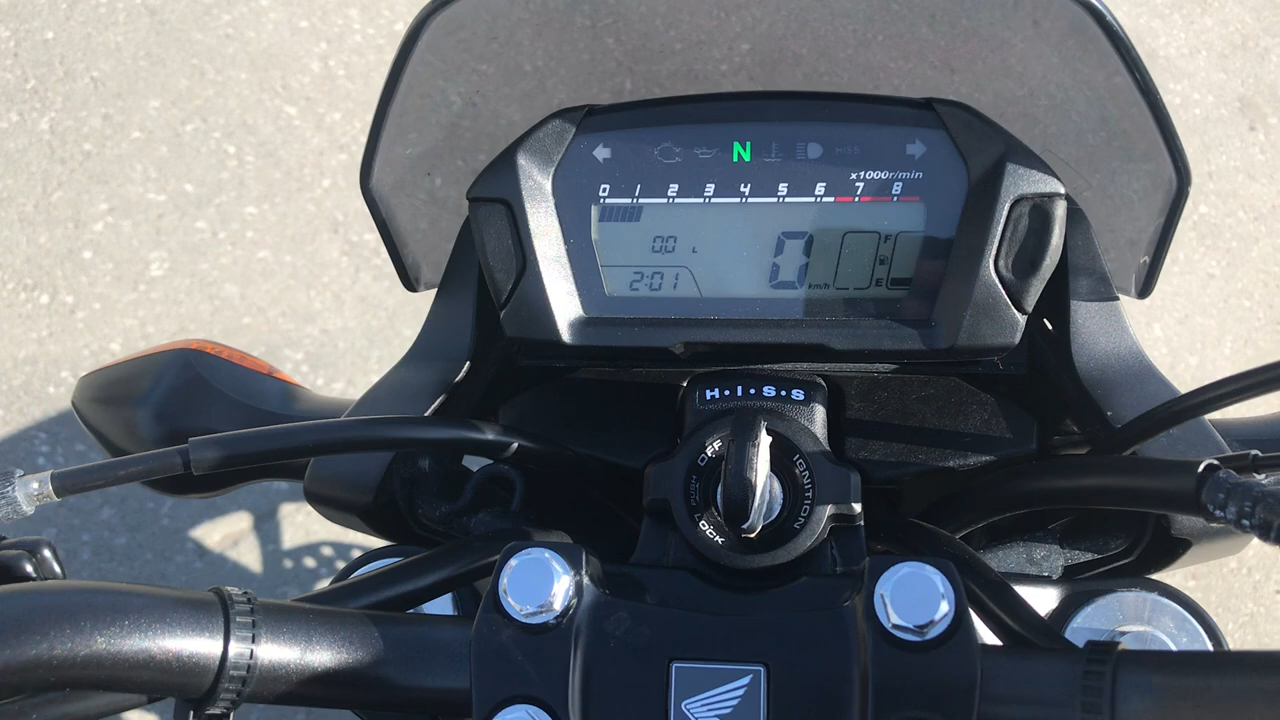 N HISS
x1000r/min
0 1 2 3 4 5 6 7 8
0.0 L
2:01
0 km/h
F
E
H·I·S·S
OFF
IGNITION
PUSH
LOCK